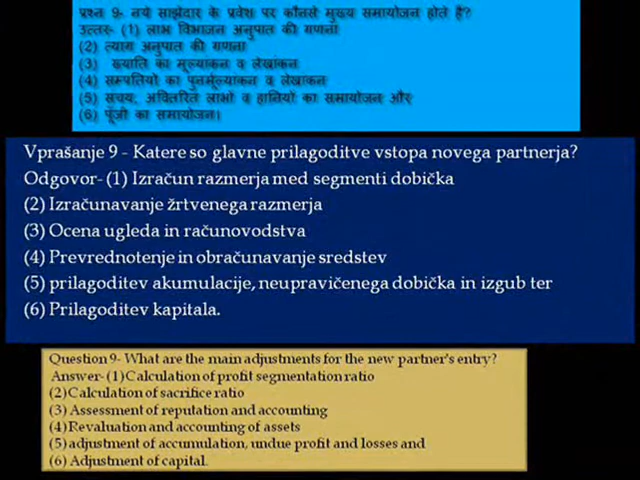 प्रश्न 9- नये साझेदार के प्रवेश पर कौनसे मुख्य समायोजन होते हैं?
उत्तर- (1) लाभ विभाजन अनुपात की गणना
(2) त्याग अनुपात की गणना
(3) ख्याति का मूल्यांकन व लेखांकन
(4) सम्पतियों का पुनर्मूल्यांकन व लेखांकन
(5) संचय, अवितरित लाभों व हानियों का समायोजन और
(6) पूंजी का समायोजन।
Vprašanje 9 - Katere so glavne prilagoditve vstopa novega partnerja?
Odgovor- (1) Izračun razmerja med segmenti dobička
(2) Izračunavanje žrtvenega razmerja
(3) Ocena ugleda in računovodstva
(4) Prevrednotenje in obračunavanje sredstev
(5) prilagoditev akumulacije, neupravičenega dobička in izgub ter
(6) Prilagoditev kapitala.
Question 9- What are the main adjustments for the new partner's entry?
Answer- (1) Calculation of profit segmentation ratio
(2) Calculation of sacrifice ratio
(3) Assessment of reputation and accounting
(4) Revaluation and accounting of assets
(5) adjustment of accumulation, undue profit and losses and
(6) Adjustment of capital.